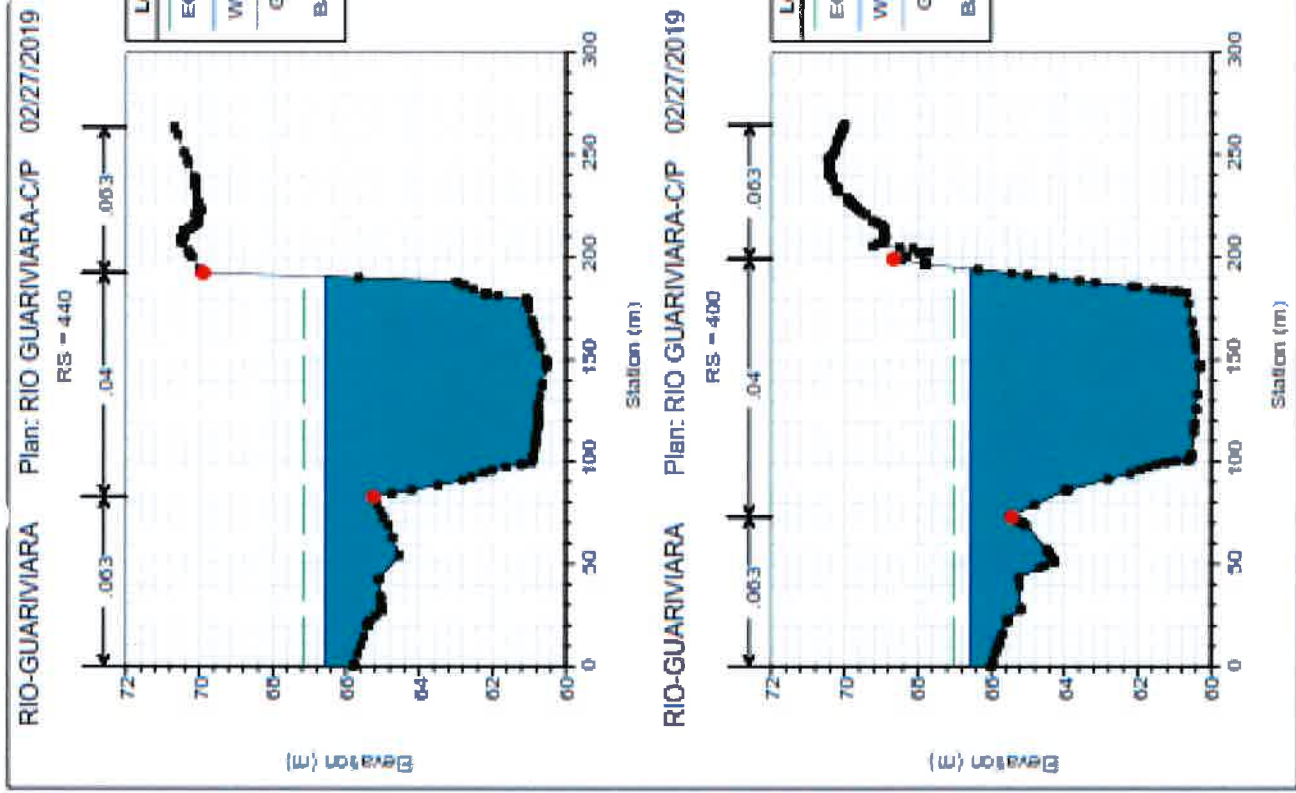 RIO-GUARIVIARA Plan: RIO GUARIVIARA-C/P 02/27/2019
RS = 440
.063 .04 .063
72
70
68
66
64
62
60
0 50 100 150 200 250 300
Station (m)
Elevation (m)
RIO-GUARIVIARA Plan: RIO GUARIVIARA-C/P 02/27/2019
RS = 400
.063 .04 .063
72
70
68
66
64
62
60
0 50 100 150 200 250 300
Station (m)
Elevation (m)